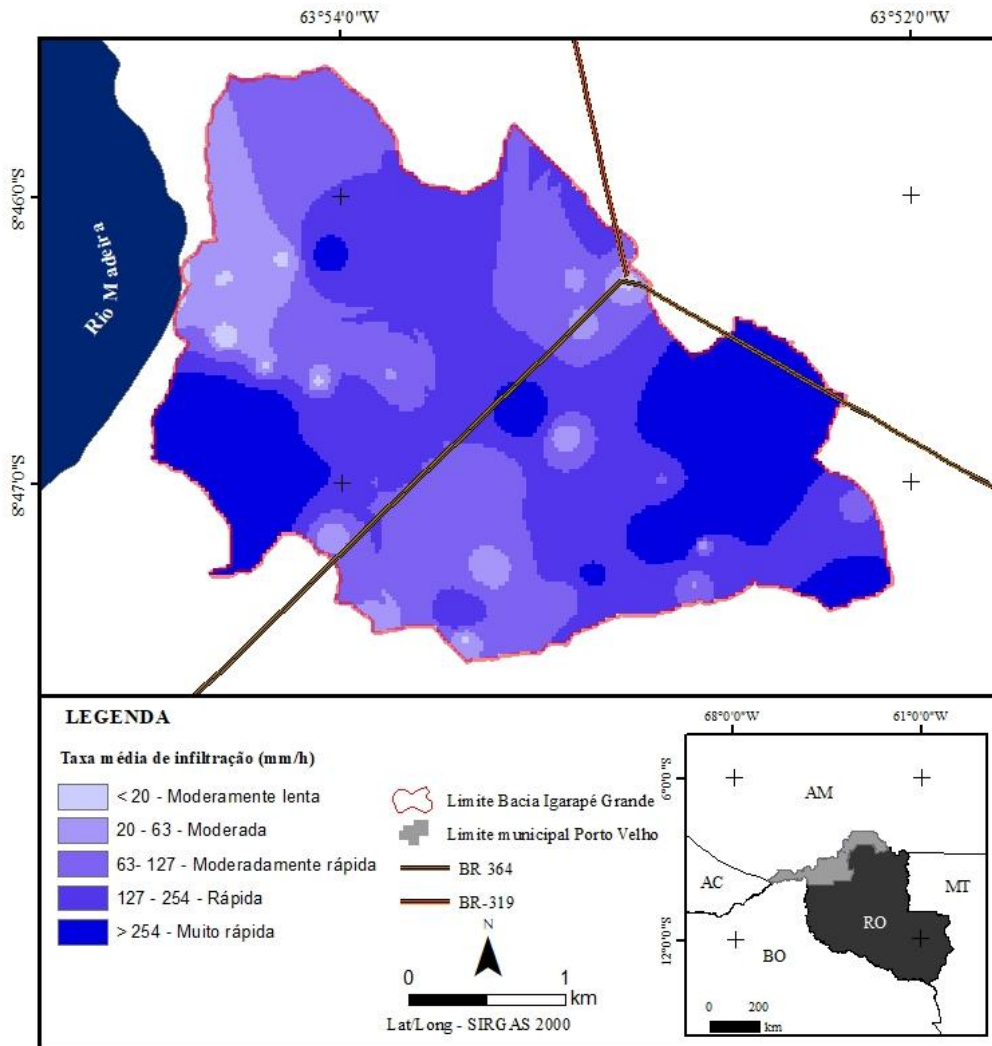 63°54'0"W
63°52'0"W
8°46'0"S
8°47'0"S
Rio Madeira
LEGENDA
Taxa média de infiltração (mm/h)
< 20 - Moderamente lenta
20 - 63 - Moderada
63- 127 - Moderadamente rápida
127 - 254 - Rápida
> 254 - Muito rápida
Limite Bacia Igarapé Grande
Limite municipal Porto Velho
BR 364
BR-319
N
0
1
km
Lat/Long - SIRGAS 2000
68°0'0"W
61°0'0"W
6°0'0"S
12°0'0"S
AM
AC
MT
RO
BO
0
200
km